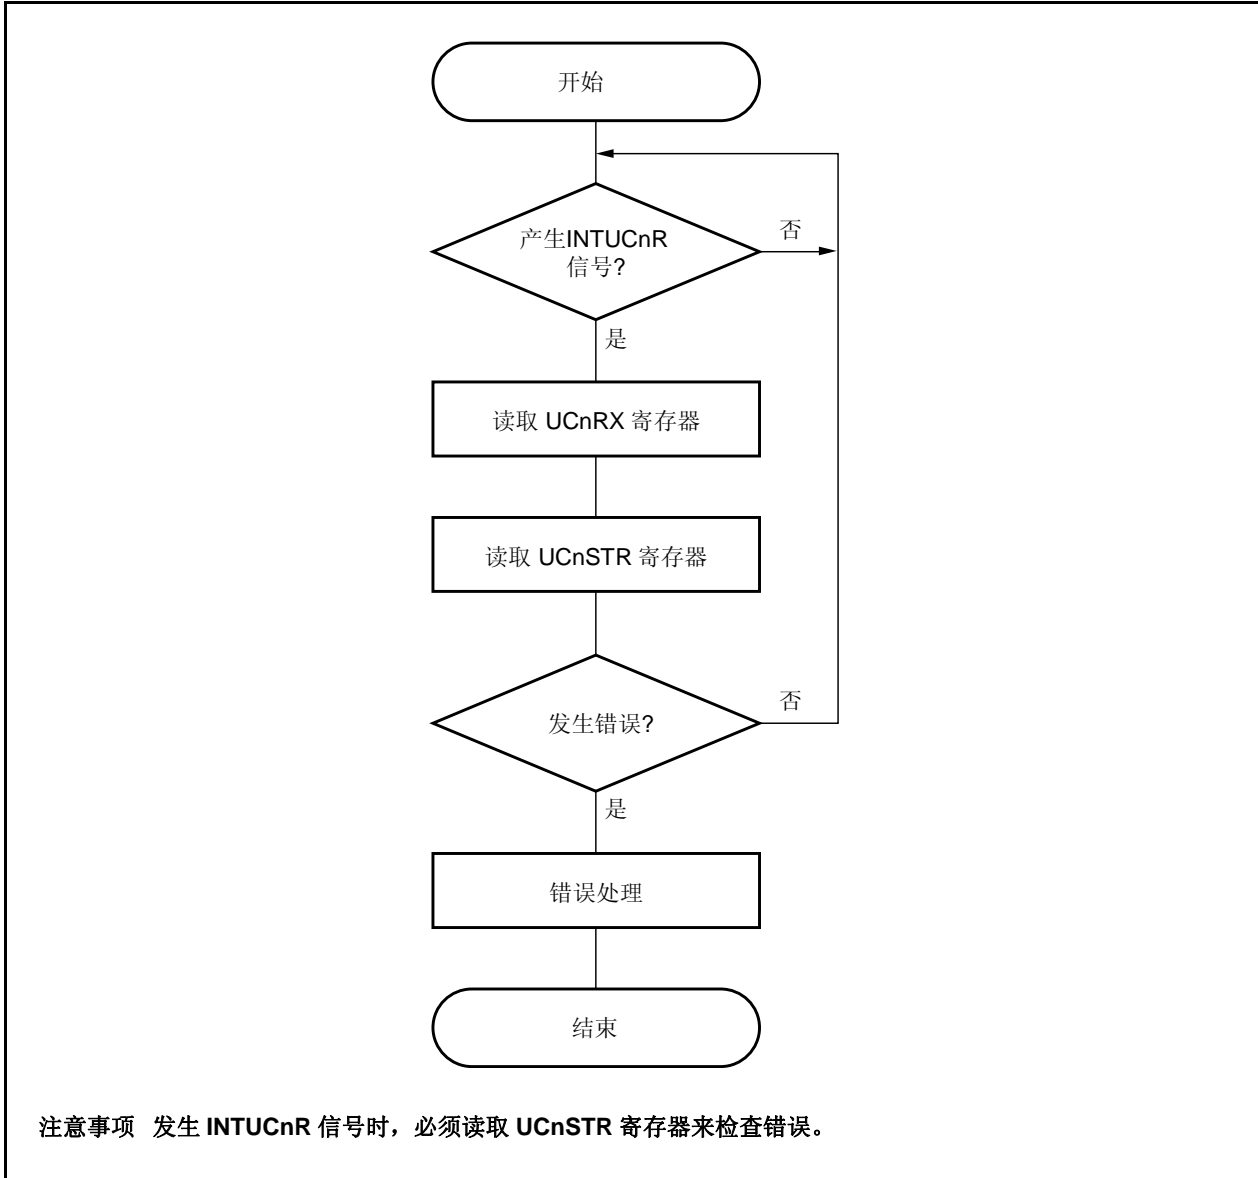 开始
产生INTUCnR
信号?
否
是
读取 UCnRX 寄存器
读取 UCnSTR 寄存器
发生错误?
否
是
错误处理
结束
注意事项 发生 INTUCnR 信号时，必须读取 UCnSTR 寄存器来检查错误。